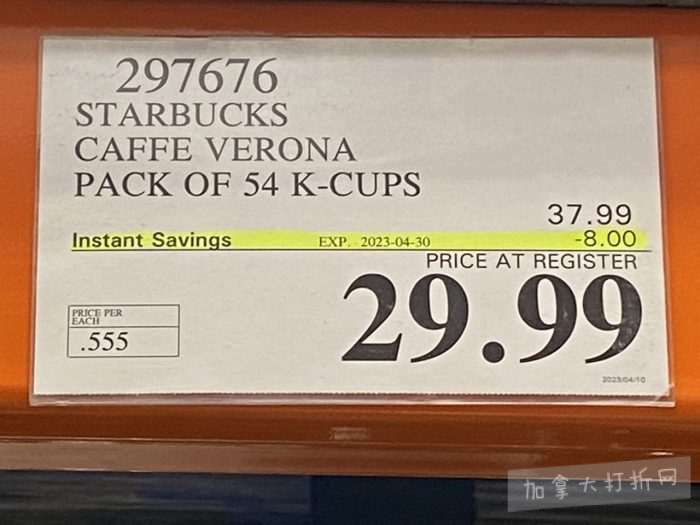 297676
STARBUCKS
CAFFE VERONA
PACK OF 54 K-CUPS
37.99
Instant Savings EXP. 2023-04-30 -8.00
PRICE AT REGISTER
29.99
PRICE PER
EACH
.555
2023/04/10
加拿大打折网